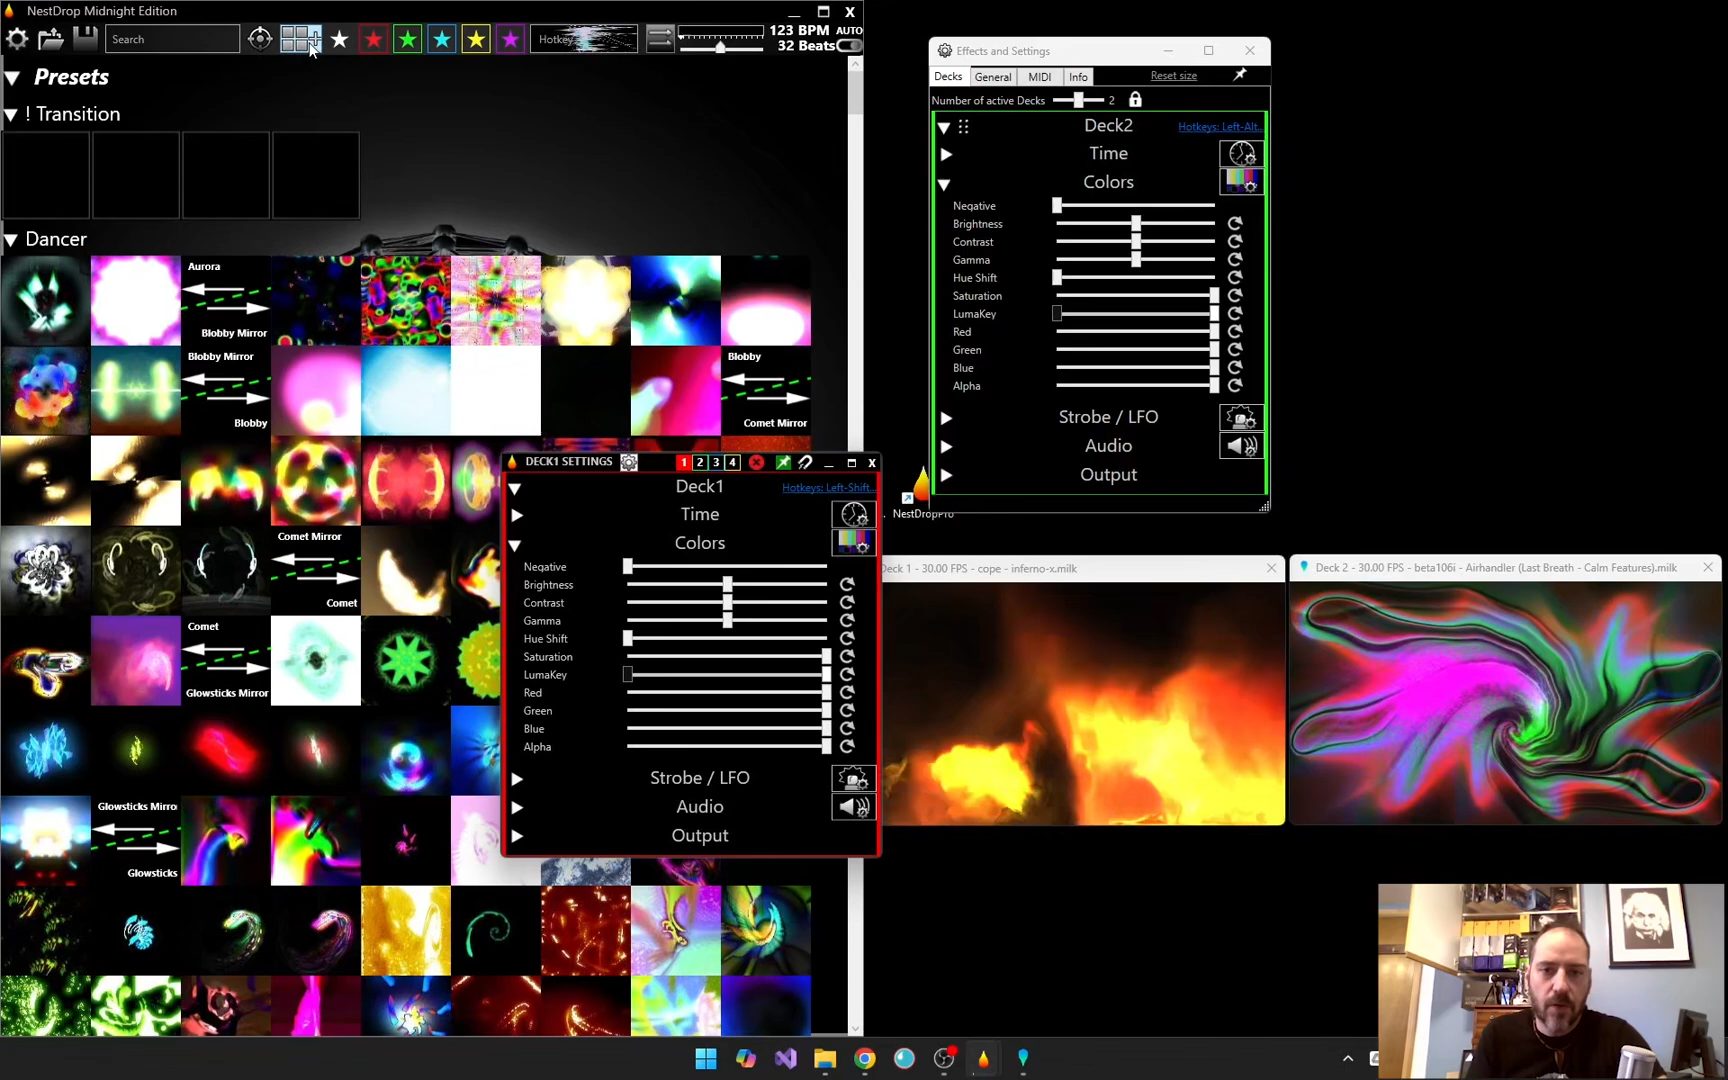 NestDrop Midnight Edition
Search
Hotkey
123 BPM
AUTO
32 Beats
Presets
! Transition
Dancer
Aurora
Blobby Mirror
Blobby Mirror
Blobby
Blobby
Comet Mirror
Comet Mirror
Comet
Comet
Glowsticks Mirror
Glowsticks Mirro
Glowsticks
DECK1 SETTINGS
1 2 3 4
Deck1
Hotkeys: Left-Shift...
Time
Colors
Negative
Brightness
Contrast
Gamma
Hue Shift
Saturation
LumaKey
Red
Green
Blue
Alpha
Strobe / LFO
Audio
Output
Effects and Settings
Decks General MIDI Info Reset size
Number of active Decks 2
Deck2
Hotkeys: Left-Alt...
Time
Colors
Negative
Brightness
Contrast
Gamma
Hue Shift
Saturation
LumaKey
Red
Green
Blue
Alpha
Strobe / LFO
Audio
Output
NestDropPro
Deck 1 - 30.00 FPS - cope - inferno-x.milk
Deck 2 - 30.00 FPS - beta106i - Airhandler (Last Breath - Calm Features).milk